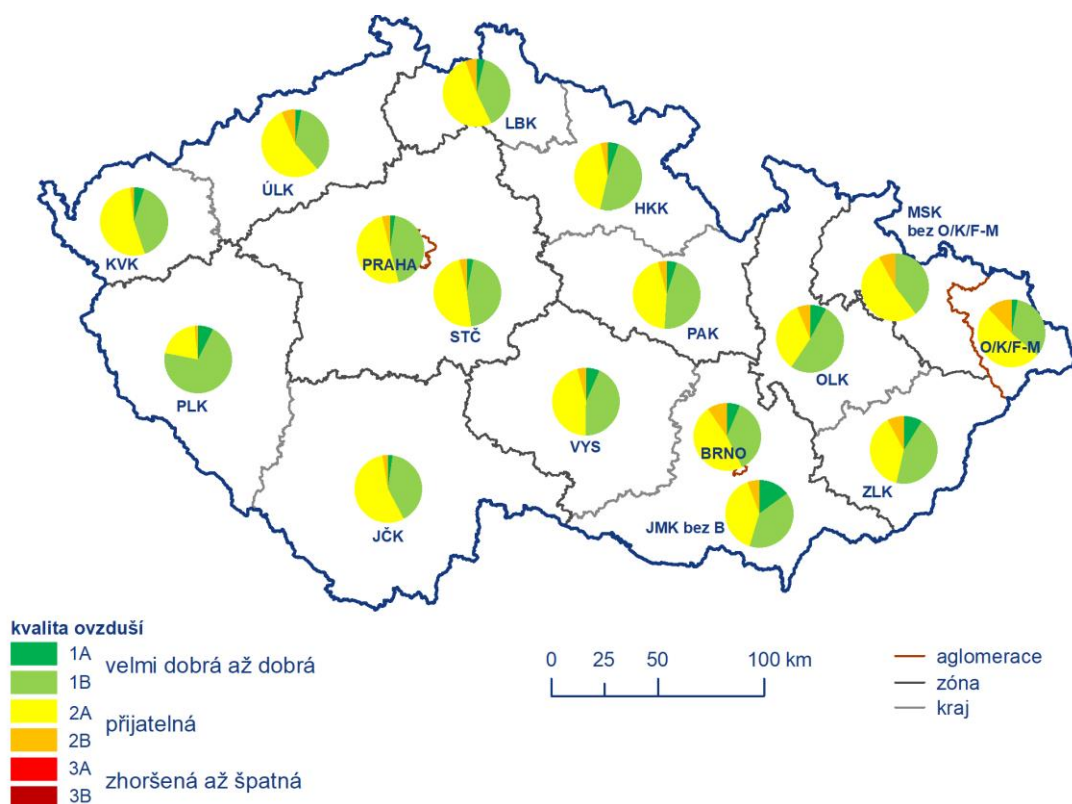 LBK
ÚLK
HKK
MSK
bez O/K/F-M
KVK
PRAHA
STČ
PAK
O/K/F-M
OLK
PLK
VYS
BRNO
ZLK
JČK
JMK bez B
kvalita ovzduší
1A
velmi dobrá až dobrá
1B
2A
přijatelná
2B
3A
zhoršená až špatná
3B
0 25 50 100 km
aglomerace
zóna
kraj